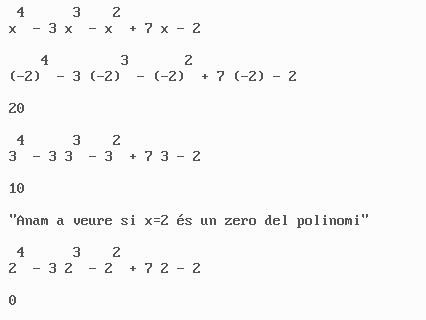 4      3    2
x  - 3 x  - x  + 7 x - 2
    4         3       2
(-2)  - 3 (-2)  - (-2)  + 7 (-2) - 2
20
 4      3    2
3  - 3 3  - 3  + 7 3 - 2
10
"Anam a veure si x=2 és un zero del polinomi"
 4      3    2
2  - 3 2  - 2  + 7 2 - 2
0